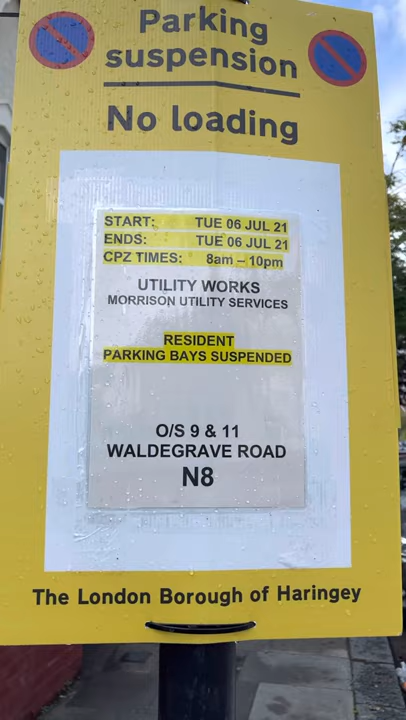 Parking
suspension
No loading
START: TUE 06 JUL 21
ENDS: TUE 06 JUL 21
CPZ TIMES: 8am – 10pm
UTILITY WORKS
MORRISON UTILITY SERVICES
RESIDENT
PARKING BAYS SUSPENDED
O/S 9 & 11
WALDEGRAVE ROAD
N8
The London Borough of Haringey